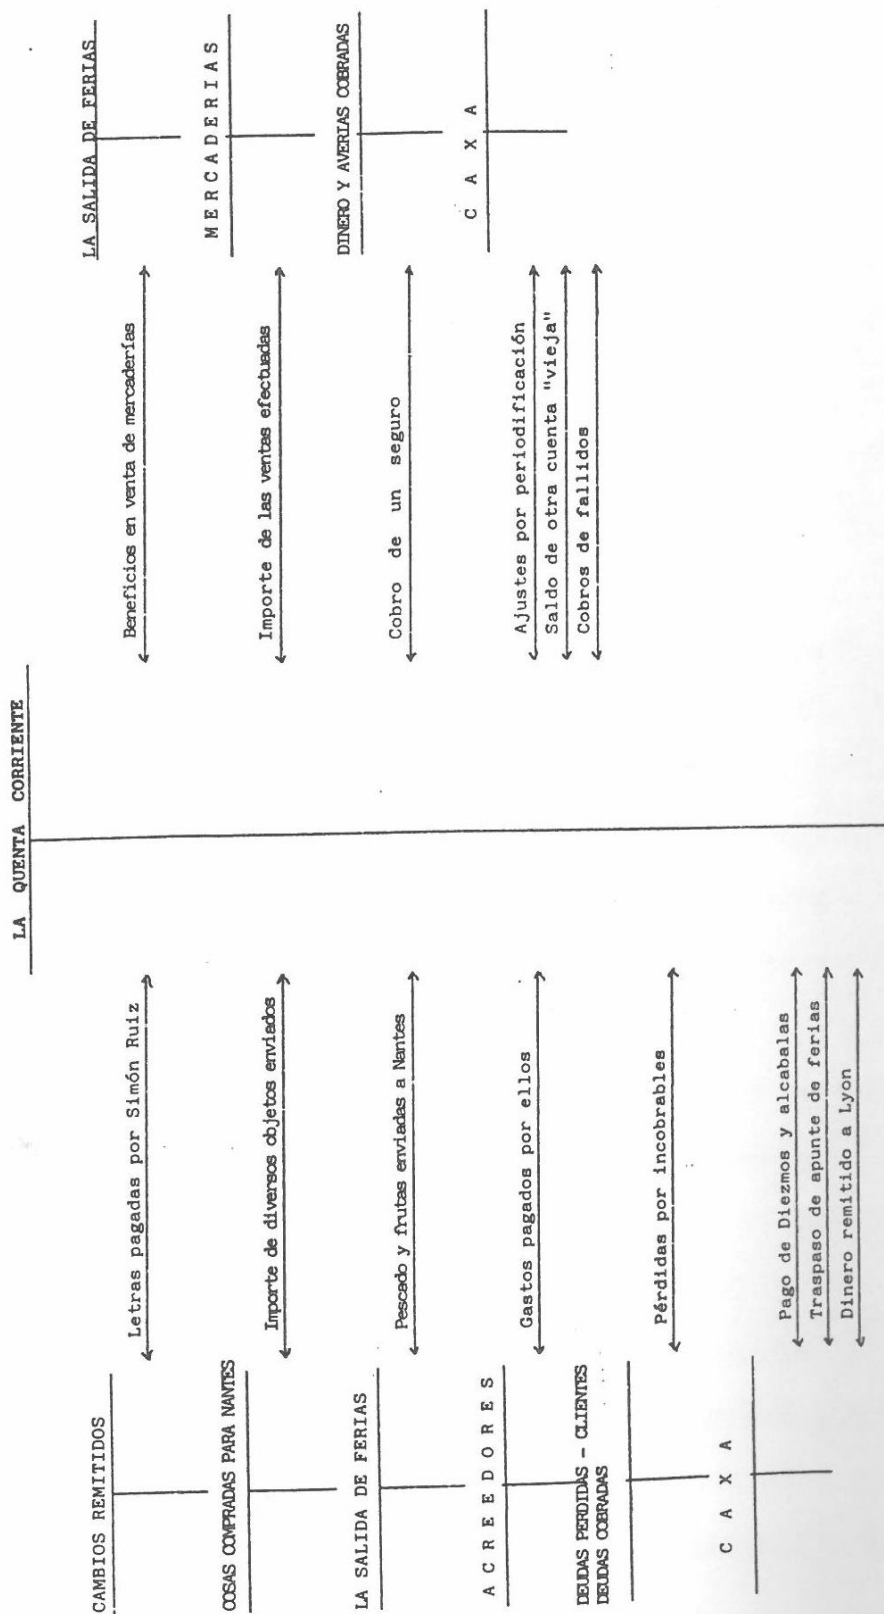 LA QUENTA CORRIENTE
CAMBIOS REMITIDOS
Letras pagadas por Simón Ruiz
COSAS COMPRADAS PARA NANTES
Importe de diversos objetos enviados
LA SALIDA DE FERIAS
Pescado y frutas enviadas a Nantes
ACREEDORES
Gastos pagados por ellos
DEUDAS PERDIDAS - CLIENTES
DEUDAS COBRADAS
Pérdidas por incobrables
CAXA
Pago de Diezmos y alcabalas
Traspaso de apunte de ferias
Dinero remitido a Lyon
LA SALIDA DE FERIAS
Beneficios en venta de mercaderías
MERCADERIAS
Importe de las ventas efectuadas
DINERO Y AVERIAS COBRADAS
Cobro de un seguro
CAXA
Ajustes por periodificación
Saldo de otra cuenta "vieja"
Cobros de fallidos